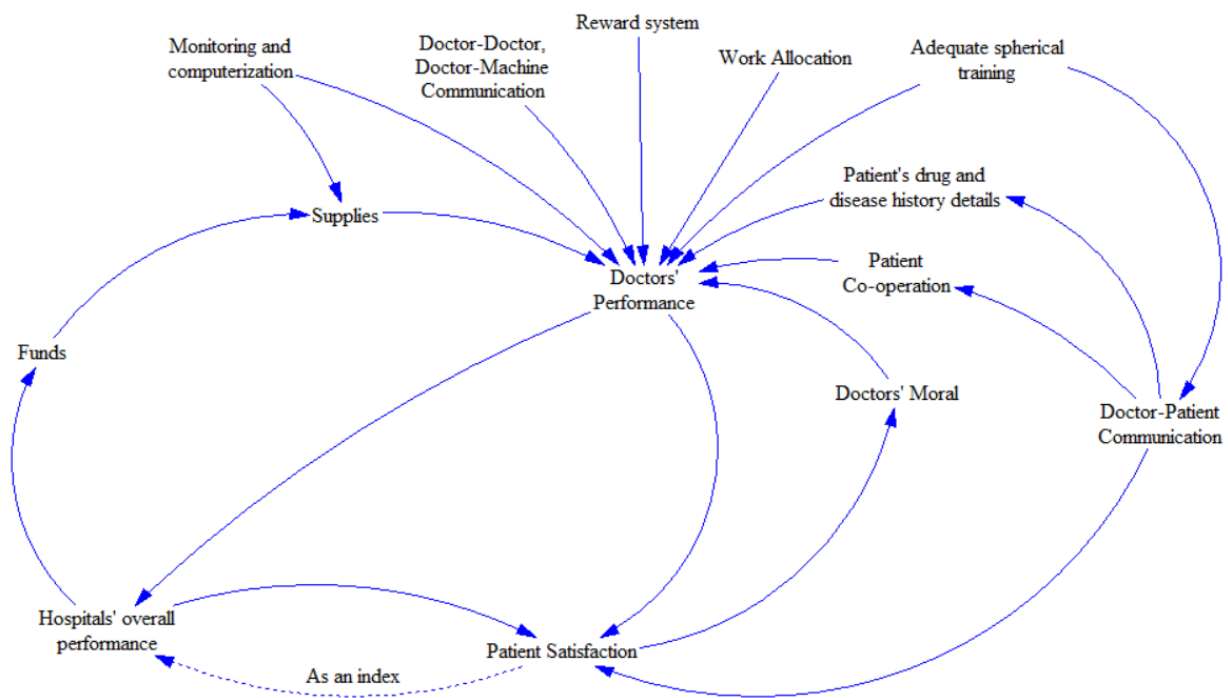 Reward system
Monitoring and
computerization
Doctor-Doctor,
Doctor-Machine
Communication
Work Allocation
Adequate spherical
training
Patient's drug and
disease history details
Supplies
Doctors'
Performance
Patient
Co-operation
Funds
Doctors' Moral
Doctor-Patient
Communication
Hospitals' overall
performance
Patient Satisfaction
As an index